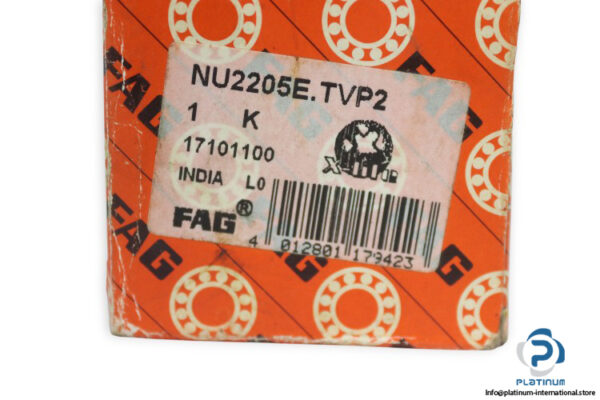 NU2205E.TVP2
1 K
17101100
INDIA L0
X
FAG®
4 012801 179423
FAG
FAG
FAG
FAG
FAG
PLATINUM
Info@platinum-international.store